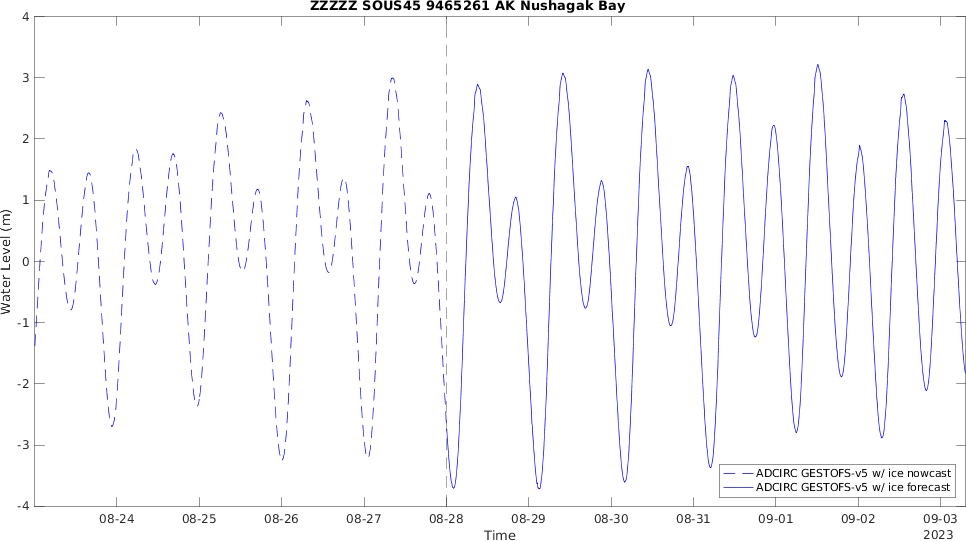 ZZZZZ SOUS45 9465261 AK Nushagak Bay
4
3
2
1
0
-1
-2
-3
-4
Water Level (m)
08-24 08-25 08-26 08-27 08-28 08-29 08-30 08-31 09-01 09-02 09-03
2023
Time
ADCIRC GESTOFS-v5 w/ ice nowcast
ADCIRC GESTOFS-v5 w/ ice forecast